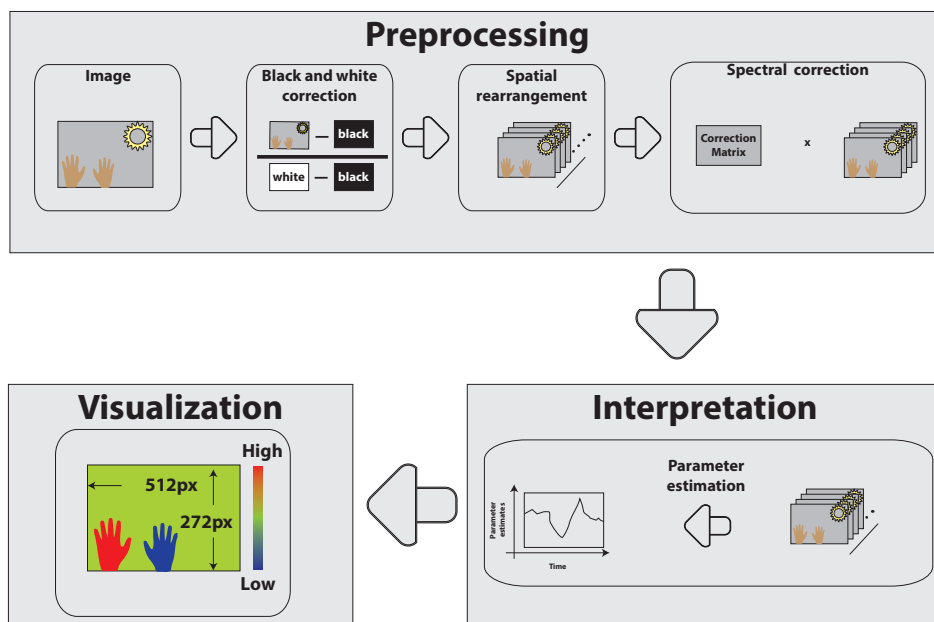 Preprocessing
Image
Black and white
correction
— black
white — black
Spatial
rearrangement
Spectral correction
Correction
Matrix
x
Visualization
High
512px
272px
Low
Interpretation
Parameter
estimation
Parameter
estimates
Time